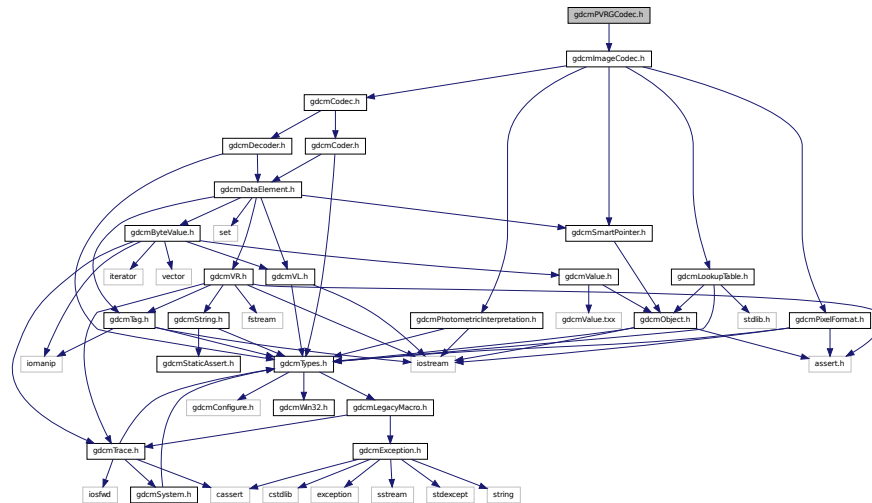 gdcmPVRGCodec.h
gdcmImageCodec.h
gdcmCodec.h
gdcmDecoder.h
gdcmCoder.h
gdcmDataElement.h
gdcmByteValue.h
set
gdcmSmartPointer.h
iterator
vector
gdcmVR.h
gdcmVL.h
gdcmValue.h
gdcmLookupTable.h
gdcmTag.h
gdcmString.h
fstream
gdcmPhotometricInterpretation.h
gdcmValue.txx
gdcmObject.h
stdlib.h
gdcmPixelFormat.h
iomanip
gdcmStaticAssert.h
gdcmTypes.h
iostream
assert.h
gdcmConfigure.h
gdcmWin32.h
gdcmLegacyMacro.h
gdcmTrace.h
gdcmException.h
iosfwd
gdcmSystem.h
cassert
cstdlib
exception
sstream
stdexcept
string